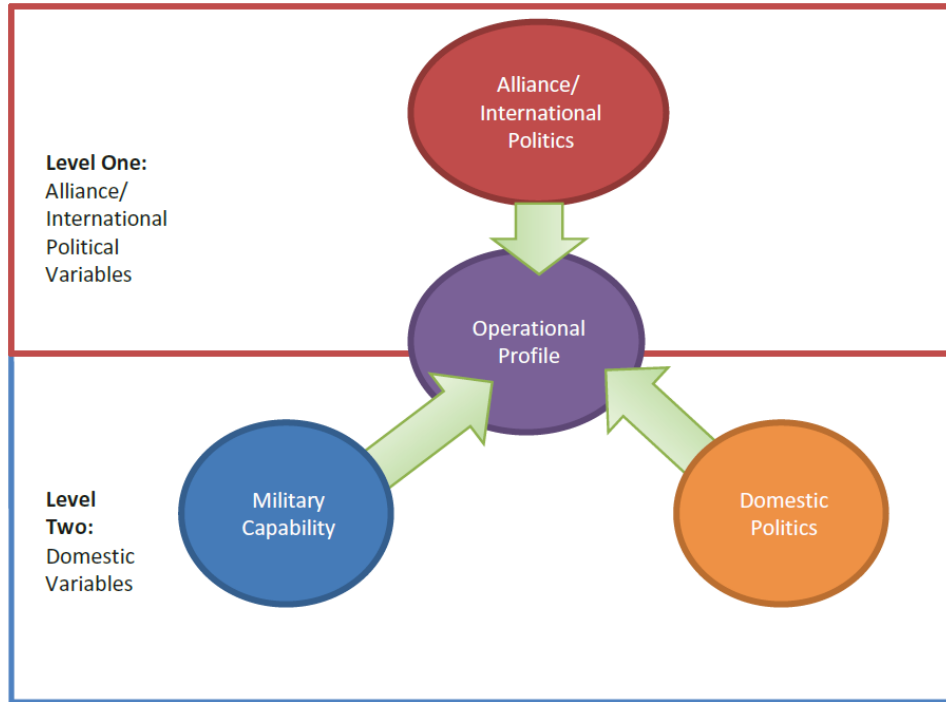 Alliance/
International
Politics
Level One:
Alliance/
International
Political
Variables
Operational
Profile
Level
Two:
Domestic
Variables
Military
Capability
Domestic
Politics